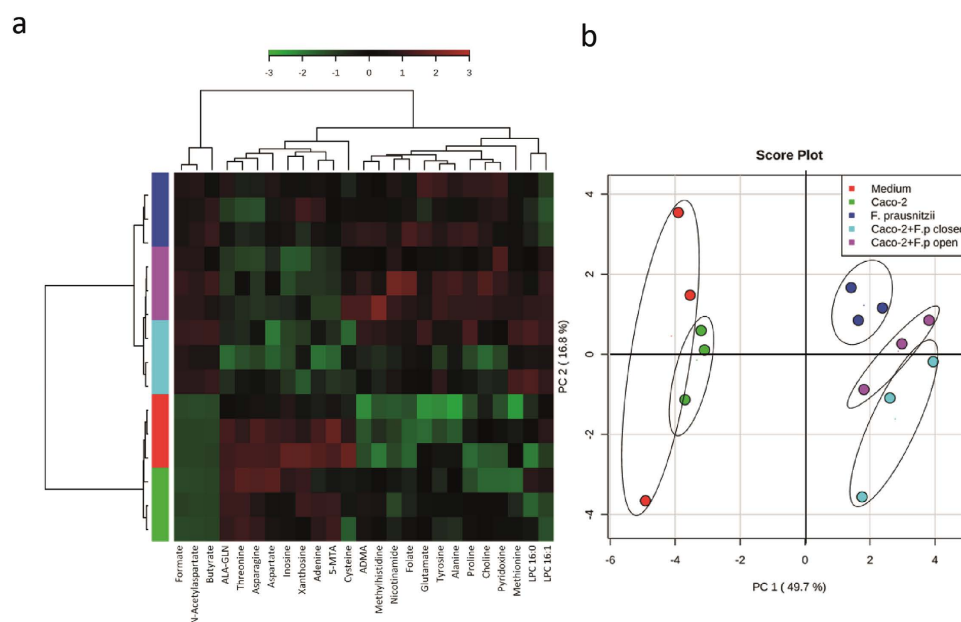 a
b
-3 -2 -1 0 1 2 3
Formate
N-Acetylaspartate
Butyrate
ALA-GLN
Threonine
Asparagine
Aspartate
Inosine
Xanthosine
Adenine
5-MTA
Cysteine
ADMA
Methylhistidine
Nicotinamide
Folate
Glutamate
Tyrosine
Alanine
Proline
Choline
Pyridoxine
Methionine
LPC 16:0
LPC 16:1
Score Plot
Medium
Caco-2
F. prausnitzii
Caco-2+F.p closed
Caco-2+F.p open
PC 2 ( 16.8 %)
4
2
0
-2
-4
-6 -4 -2 0 2 4 6
PC 1 ( 49.7 %)